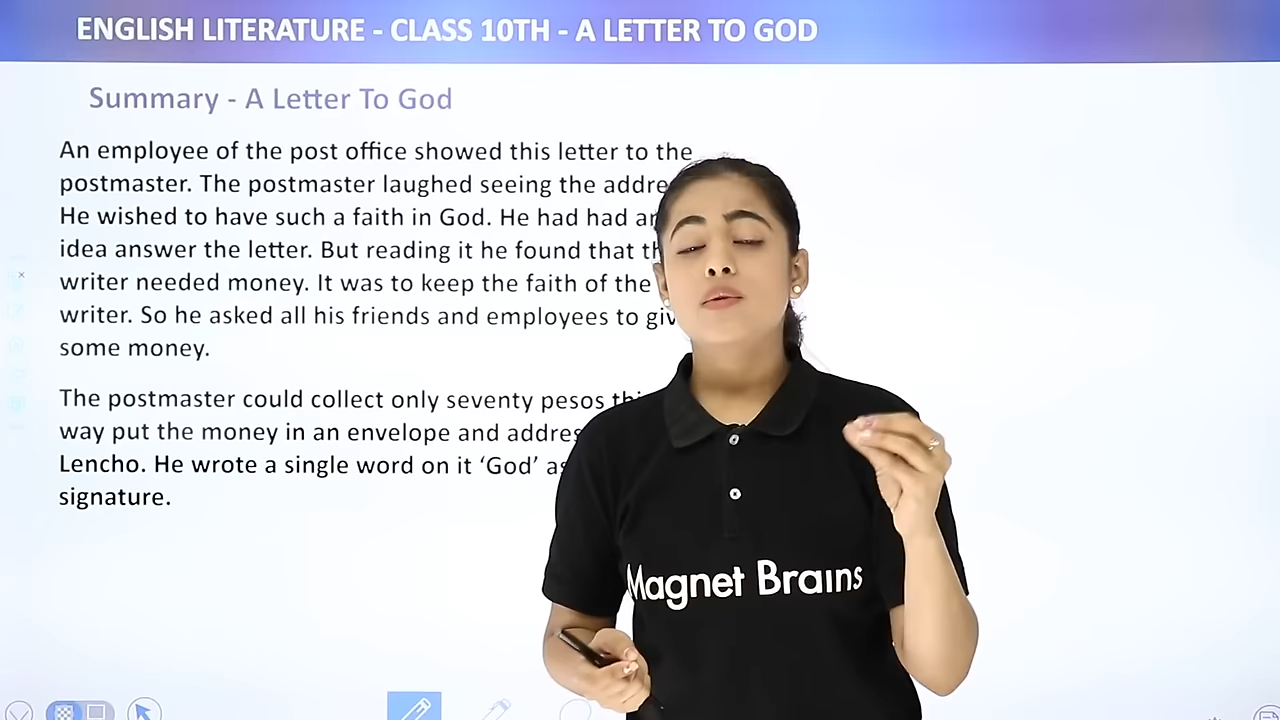 ENGLISH LITERATURE - CLASS 10TH - A LETTER TO GOD
Summary - A Letter To God
An employee of the post office showed this letter to the
postmaster. The postmaster laughed seeing the
He wished to have such a faith in God. He had had
idea answer the letter. But reading it he found that
writer needed money. It was to keep the faith of the
writer. So he asked all his friends and employees to
some money.
The postmaster could collect only seventy pesos
way put the money in an envelope and
Lencho. He wrote a single word on it ‘God’
signature.
Magnet Brains